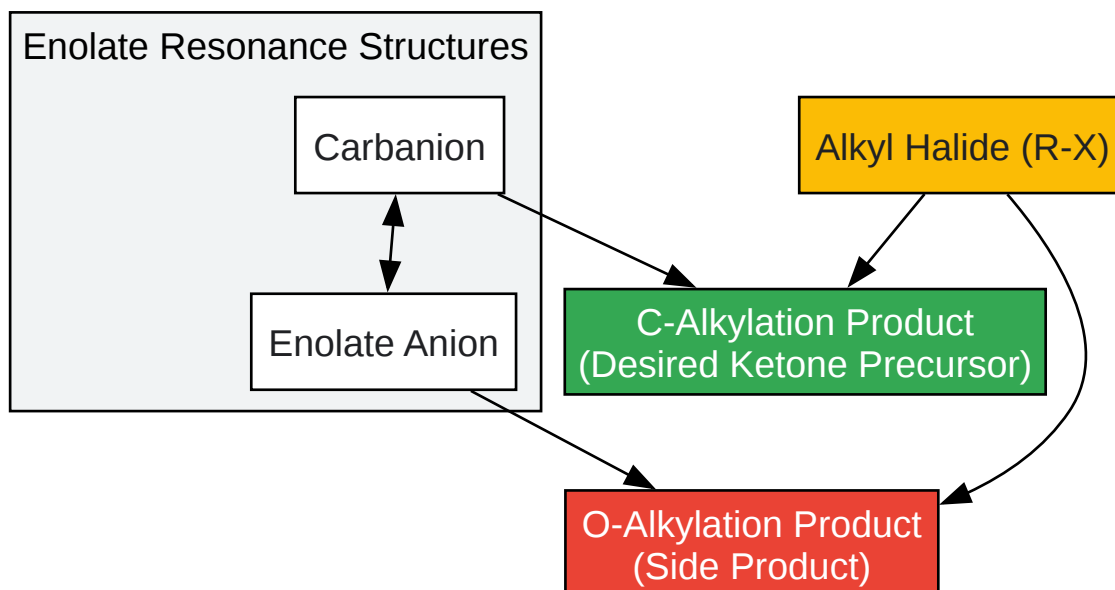 Enolate Resonance Structures
Carbanion
Alkyl Halide (R-X)
Enolate Anion
C-Alkylation Product
(Desired Ketone Precursor)
O-Alkylation Product
(Side Product)